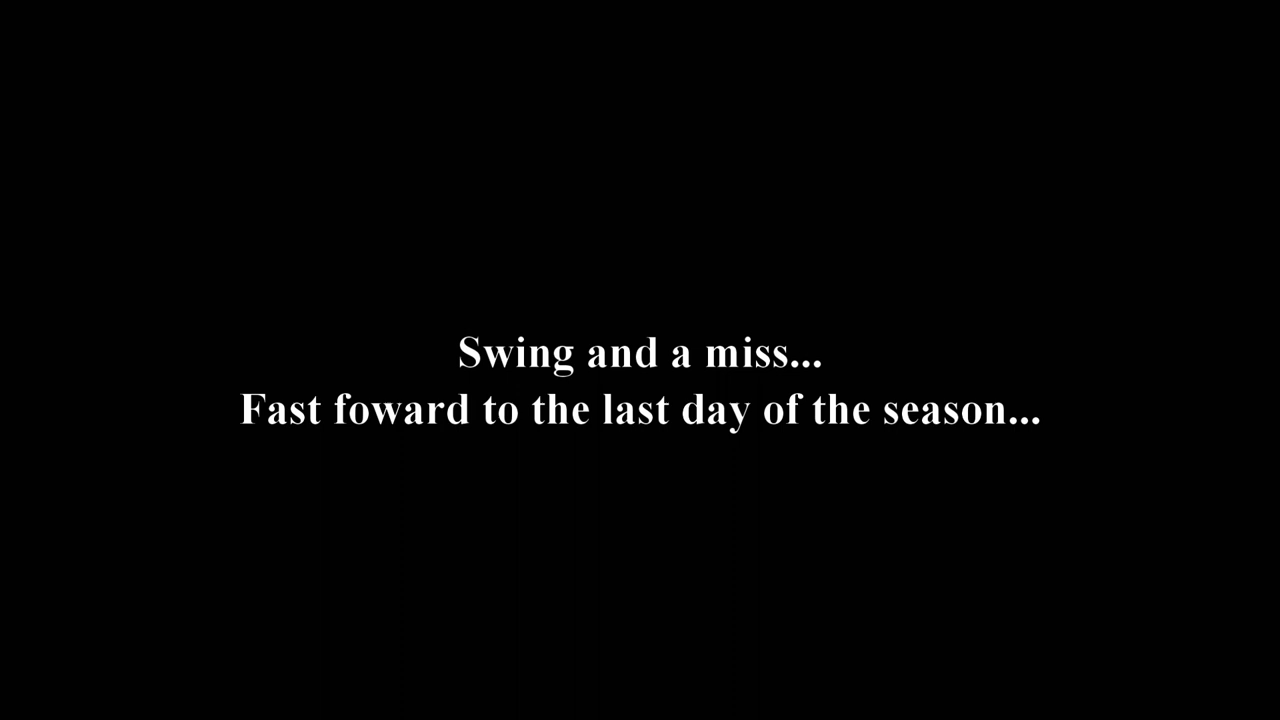 Swing and a miss...
Fast foward to the last day of the season...